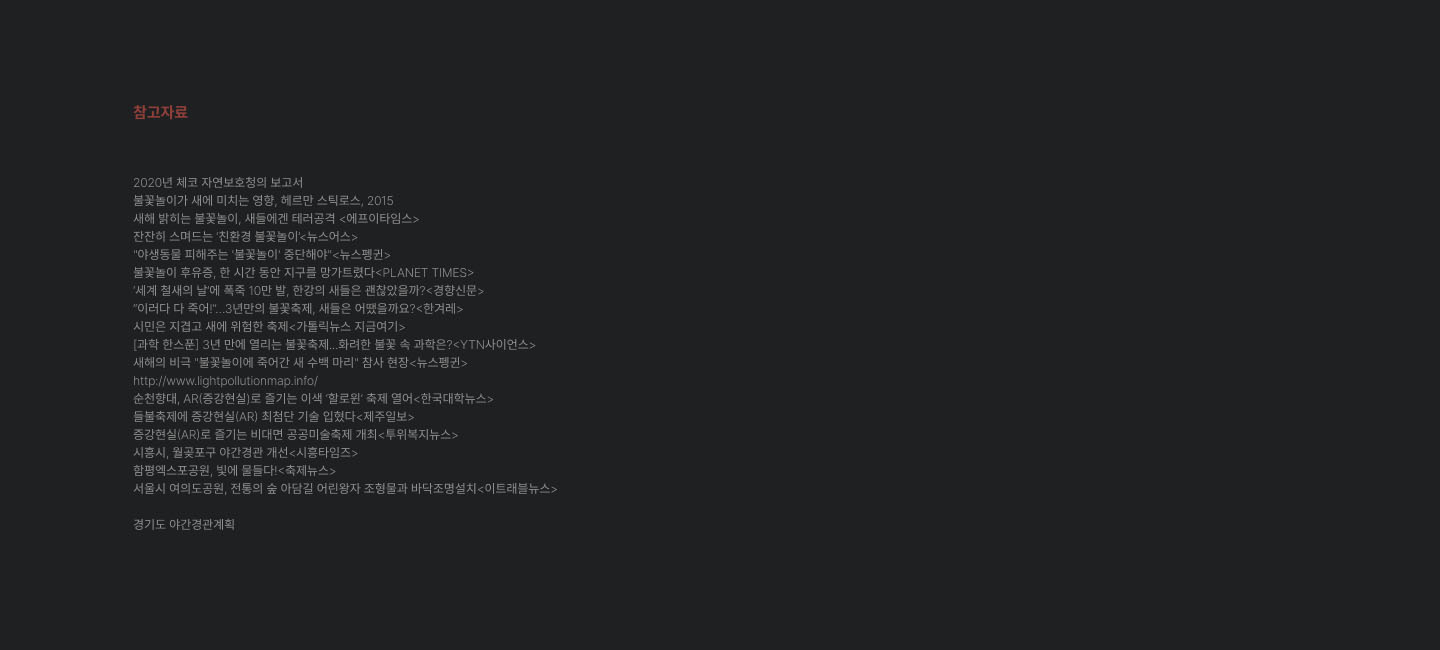 참고자료
2020년 체코 자연보호청의 보고서
불꽃놀이가 새에 미치는 영향, 헤르만 스틱로스, 2015
새해 밝히는 불꽃놀이, 새들에겐 테러공격 <에프이타임스>
잔잔히 스며드는 '친환경 불꽃놀이'<뉴스어스>
"야생동물 피해주는 '불꽃놀이' 중단해야"<뉴스펭귄>
불꽃놀이 후유증, 한 시간 동안 지구를 망가트렸다<PLANET TIMES>
'세계 철새의 날'에 폭죽 10만 발, 한강의 새들은 괜찮았을까?<경향신문>
"이러다 다 죽어!"…3년만의 불꽃축제, 새들은 어땠을까요?<한겨레>
시민은 지겹고 새에 위험한 축제<가톨릭뉴스 지금여기>
[과학 한스푼] 3년 만에 열리는 불꽃축제...화려한 불꽃 속 과학은?<YTN사이언스>
새해의 비극 "불꽃놀이에 죽어간 새 수백 마리" 참사 현장<뉴스펭귄>
http://www.lightpollutionmap.info/
순천향대, AR(증강현실)로 즐기는 이색 '할로윈' 축제 열어<한국대학뉴스>
들불축제에 증강현실(AR) 최첨단 기술 입혔다<제주일보>
증강현실(AR)로 즐기는 비대면 공공미술축제 개최<투위복지뉴스>
시흥시, 월곶포구 야간경관 개선<시흥타임즈>
함평엑스포공원, 빛에 물들다!<축제뉴스>
서울시 여의도공원, 전통의 숲 아담길 어린왕자 조형물과 바닥조명설치<이트래블뉴스>
경기도 야간경관계획